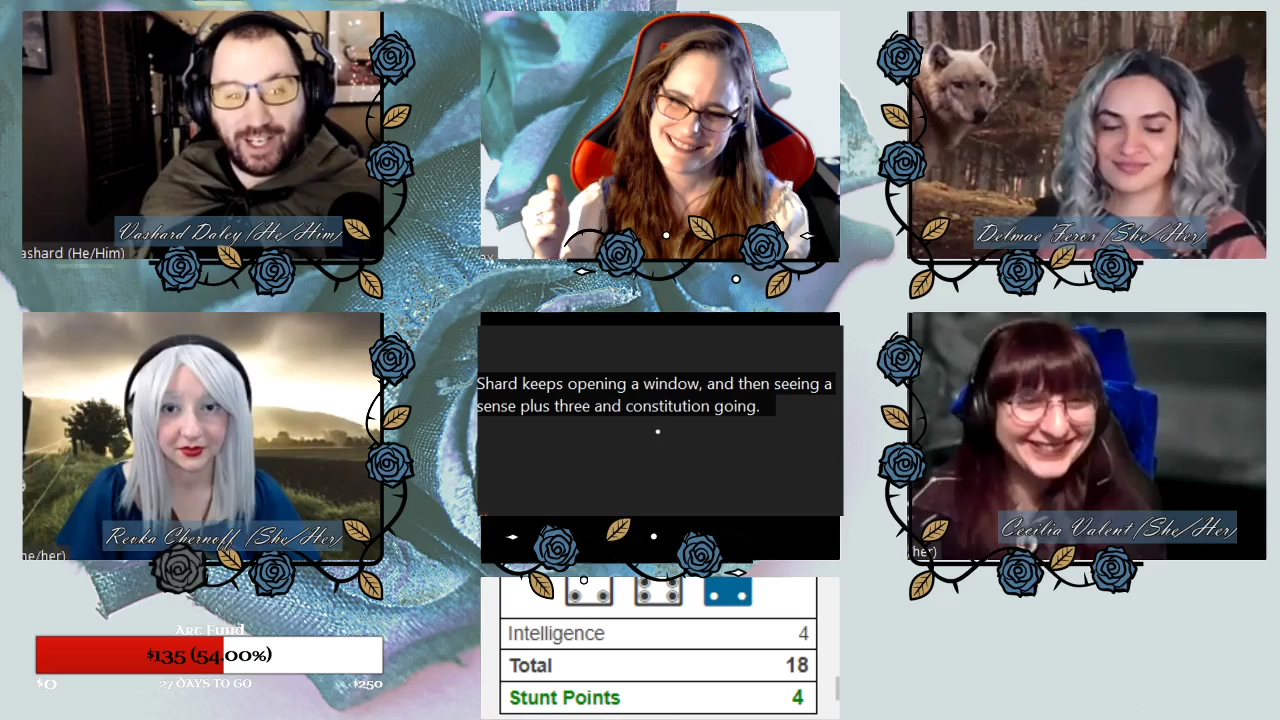 Vashard Daley (He/Him)
ashard (He/Him)
Delmae Ferox (She/Her)
Shard keeps opening a window, and then seeing a
sense plus three and constitution going.
Revka Chernoff (She/Her)
he/her)
Cecilia Valent (She/Her)
her)
Intelligence 4
Total 18
Stunt Points 4
Art Fund
$135 (54.00%)
$0 27 DAYS TO GO $250